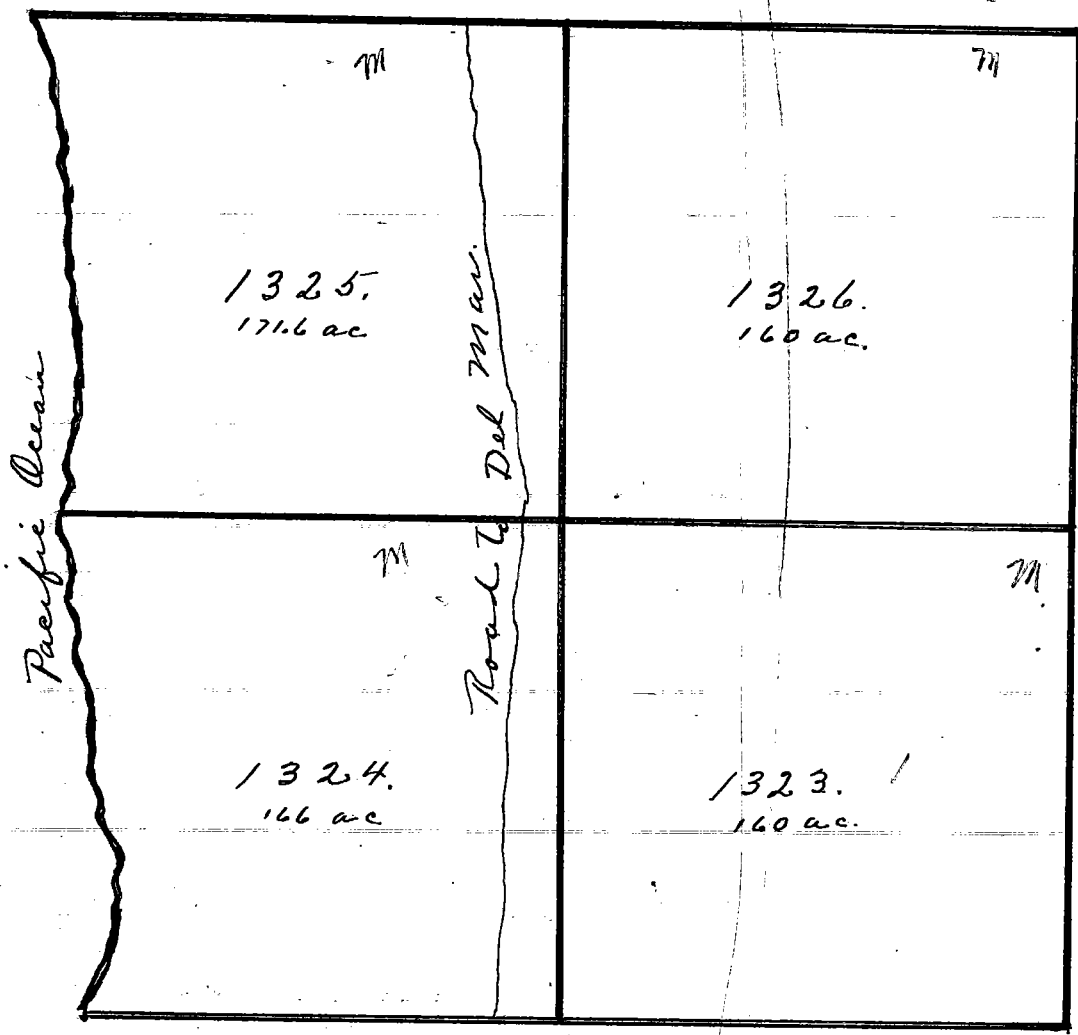 M
M
1325.
171.6 ac
1326.
160 ac.
Pacific Ocean
Road To Del Mar.
M
M.
1324.
166 ac
1323.
160 ac.